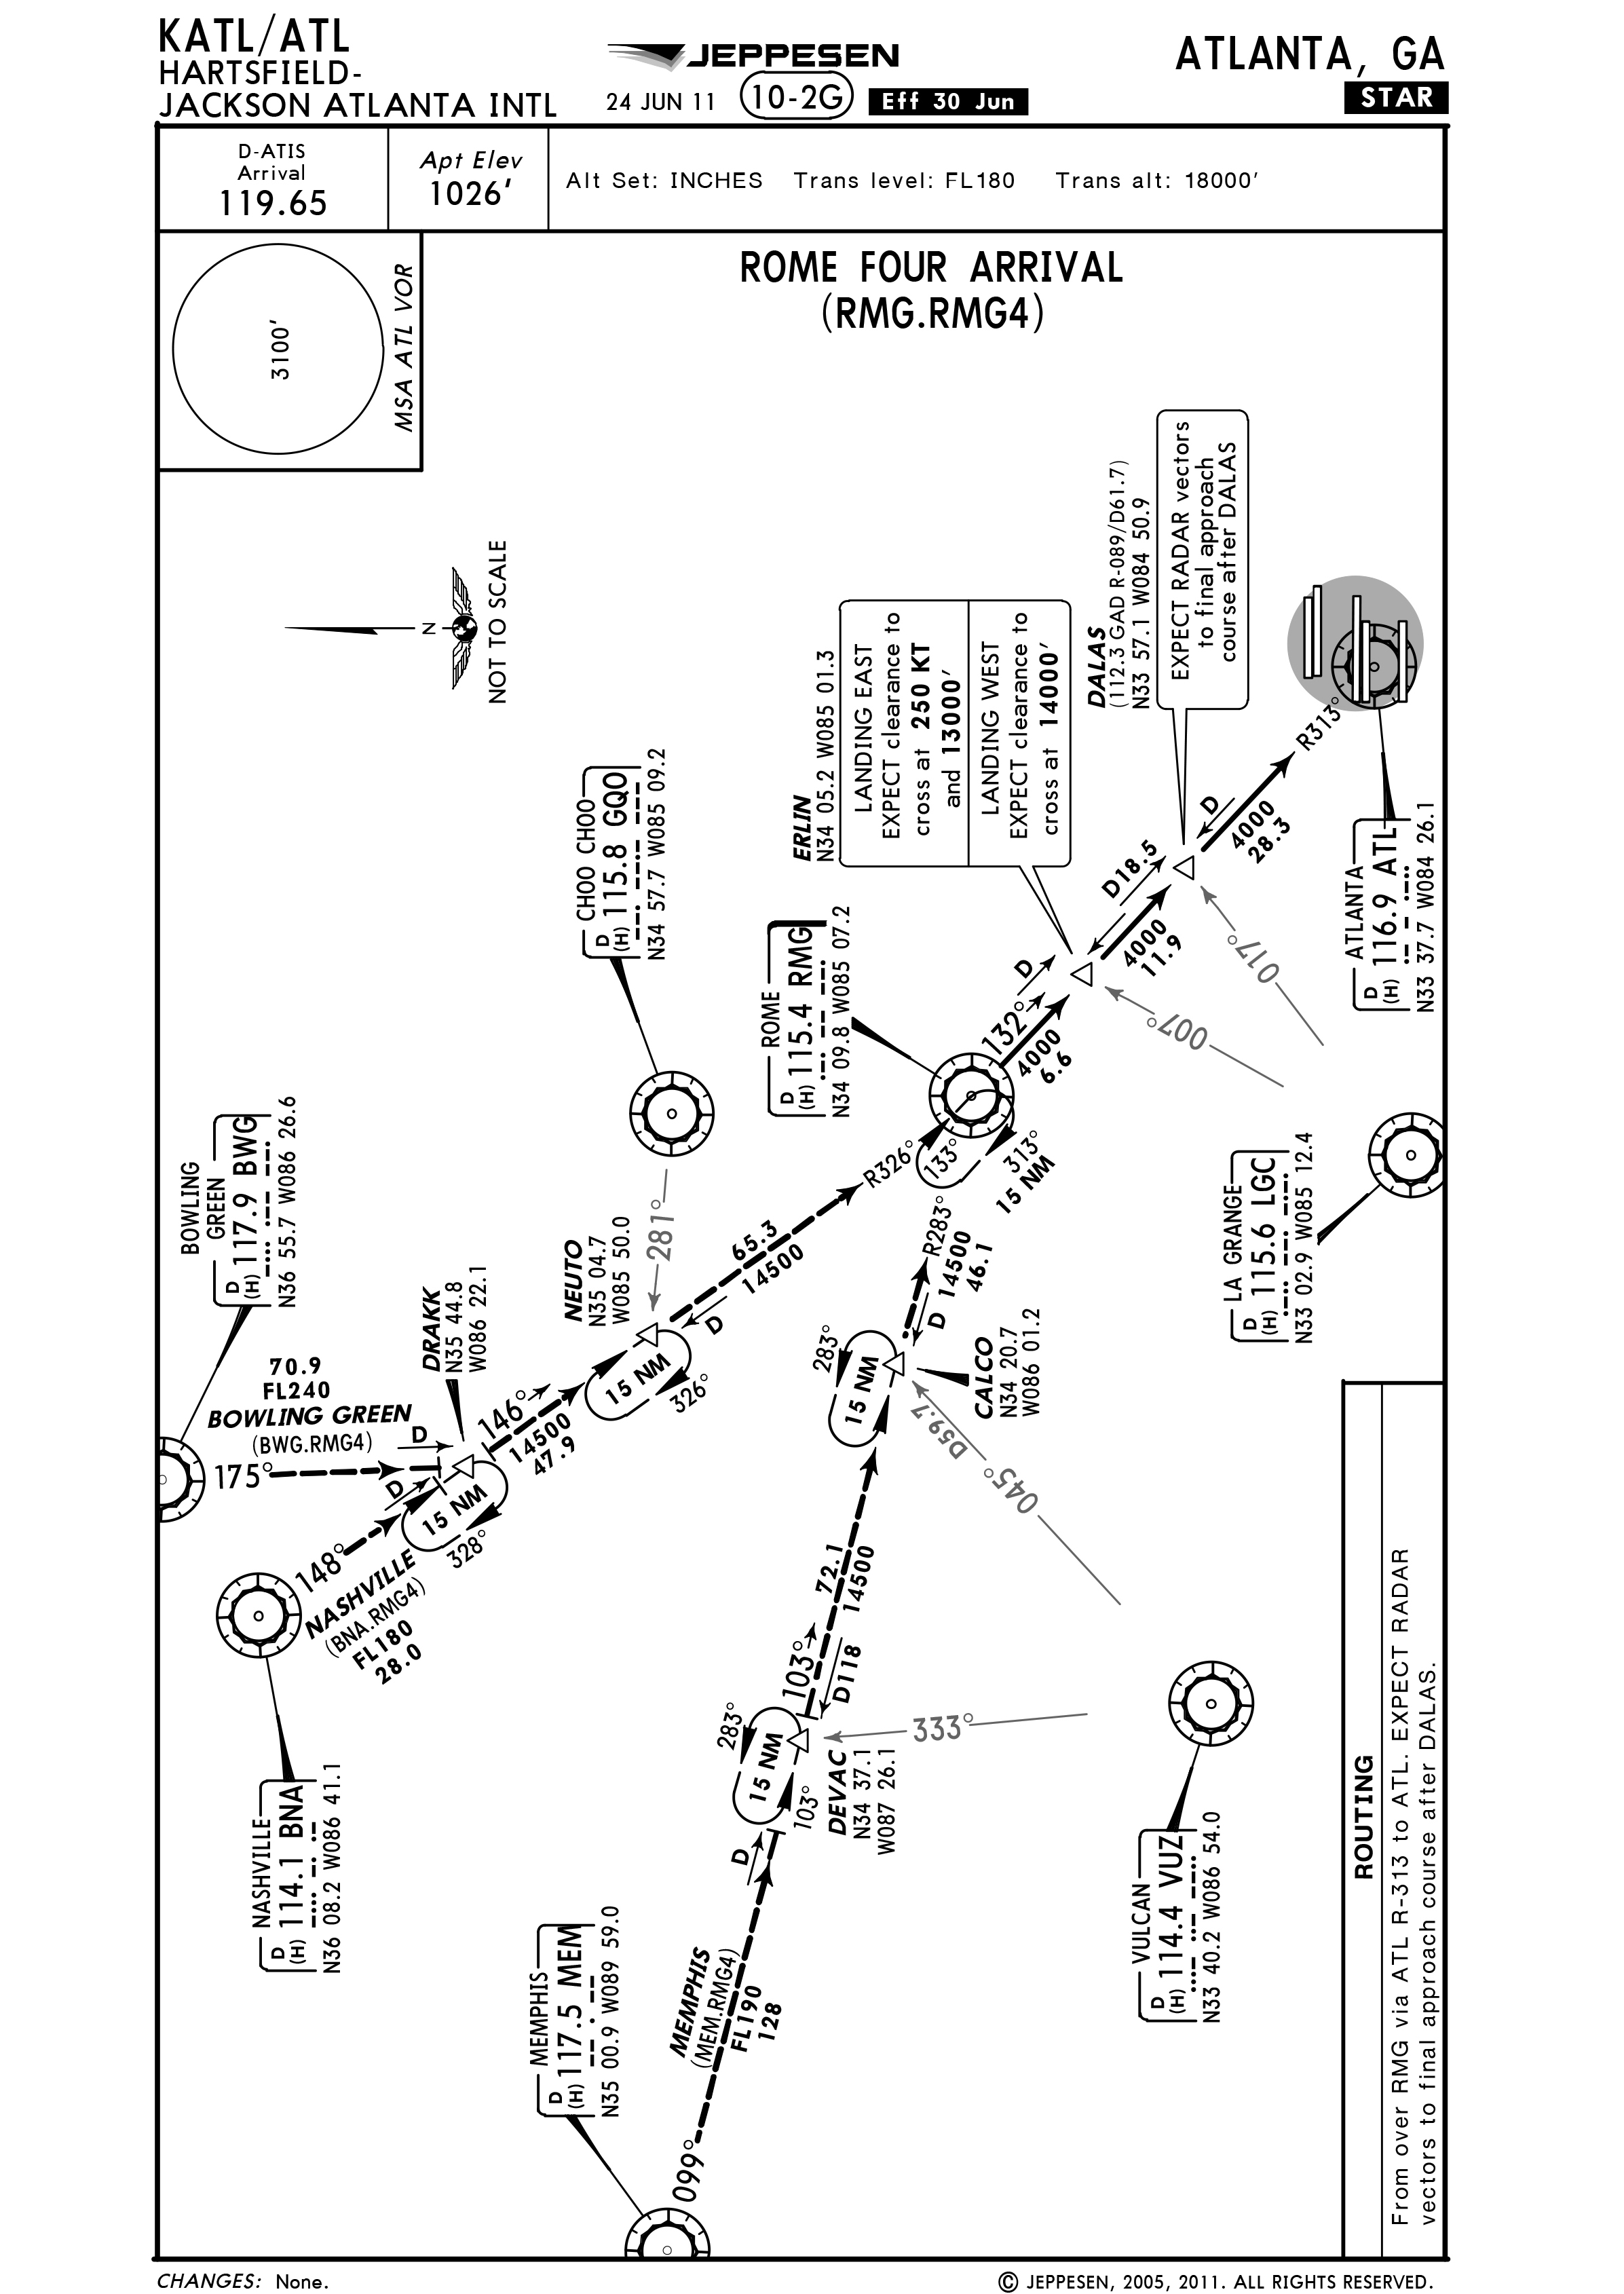 KATL/ATL
HARTSFIELD-
JACKSON ATLANTA INTL
JEPPESEN
24 JUN 11
10-2G
Eff 30 Jun
ATLANTA, GA
STAR
D-ATIS
Arrival
119.65
Apt Elev
1026'
Alt Set: INCHES Trans level: FL180 Trans alt: 18000'
3100'
MSA ATL VOR
ROME FOUR ARRIVAL
(RMG.RMG4)
N
NOT TO SCALE
DALAS
(112.3 GAD R-089/D61.7)
N33 57.1 W084 50.9
EXPECT RADAR vectors
to final approach
course after DALAS
ERLIN
N34 05.2 W085 01.3
LANDING EAST
EXPECT clearance to
cross at 250 KT
and 13000'
LANDING WEST
EXPECT clearance to
cross at 14000'
CHOO CHOO
D
(H) 115.8 GQO
N34 57.7 W085 09.2
ROME
D
(H) 115.4 RMG
N34 09.8 W085 07.2
ATLANTA
D
(H) 116.9 ATL
N33 37.7 W084 26.1
R313°
D
4000
28.3
D18.5
4000
11.9
D
132°
4000
6.6
017°
007°
R326°
133°
313°
15 NM
BOWLING
GREEN
D
(H) 117.9 BWG
N36 55.7 W086 26.6
LA GRANGE
D
(H) 115.6 LGC
N33 02.9 W085 12.4
281°
65.3
14500
D
NEUTO
N35 04.7
W085 50.0
15 NM
326°
R283°
14500
46.1
D
CALCO
N34 20.7
W086 01.2
283°
15 NM
D59.7
045°
DRAKK
N35 44.8
W086 22.1
70.9
FL240
BOWLING GREEN
(BWG.RMG4)
D
175°
146°
14500
47.9
D
15 NM
328°
148°
NASHVILLE
(BNA.RMG4)
FL180
28.0
NASHVILLE
D
(H) 114.1 BNA
N36 08.2 W086 41.1
72.1
14500
103°
D118
283°
15 NM
103°
333°
DEVAC
N34 37.1
W087 26.1
D
MEMPHIS
(MEM.RMG4)
FL190
128
099°
MEMPHIS
D
(H) 117.5 MEM
N35 00.9 W089 59.0
VULCAN
D
(H) 114.4 VUZ
N33 40.2 W086 54.0
ROUTING
From over RMG via ATL R-313 to ATL. EXPECT RADAR
vectors to final approach course after DALAS.
CHANGES: None.
© JEPPESEN, 2005, 2011. ALL RIGHTS RESERVED.